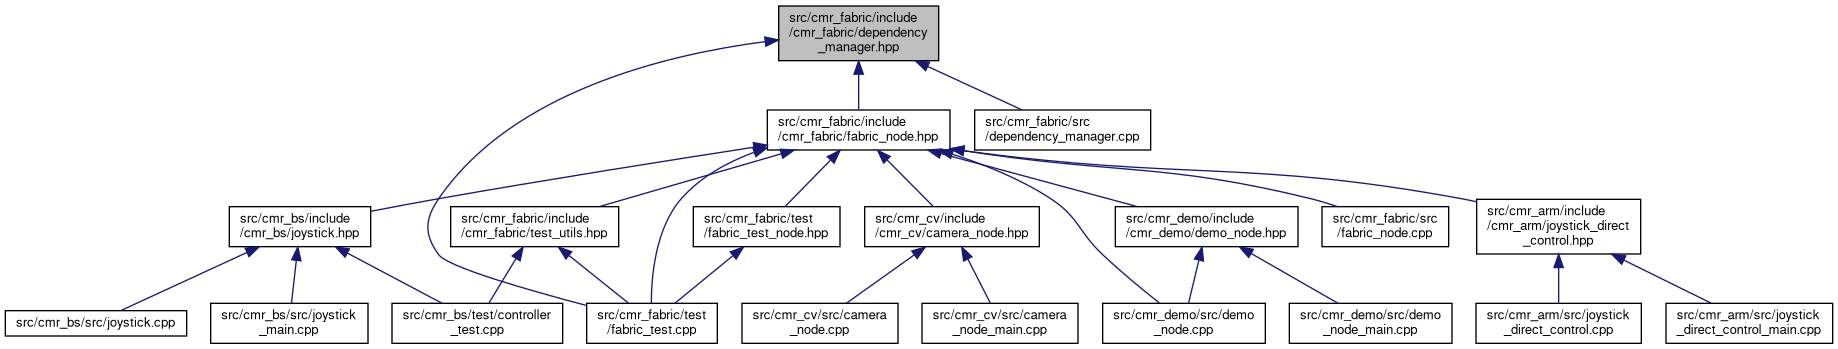 src/cmr_fabric/include
/cmr_fabric/dependency
_manager.hpp
src/cmr_fabric/include
/cmr_fabric/fabric_node.hpp
src/cmr_fabric/src
/dependency_manager.cpp
src/cmr_bs/include
/cmr_bs/joystick.hpp
src/cmr_fabric/include
/cmr_fabric/test_utils.hpp
src/cmr_fabric/test
/fabric_test_node.hpp
src/cmr_cv/include
/cmr_cv/camera_node.hpp
src/cmr_demo/include
/cmr_demo/demo_node.hpp
src/cmr_fabric/src
/fabric_node.cpp
src/cmr_arm/include
/cmr_arm/joystick_direct
_control.hpp
src/cmr_bs/src/joystick.cpp
src/cmr_bs/src/joystick
_main.cpp
src/cmr_bs/test/controller
_test.cpp
src/cmr_fabric/test
/fabric_test.cpp
src/cmr_cv/src/camera
_node.cpp
src/cmr_cv/src/camera
_node_main.cpp
src/cmr_demo/src/demo
_node.cpp
src/cmr_demo/src/demo
_node_main.cpp
src/cmr_arm/src/joystick
_direct_control.cpp
src/cmr_arm/src/joystick
_direct_control_main.cpp